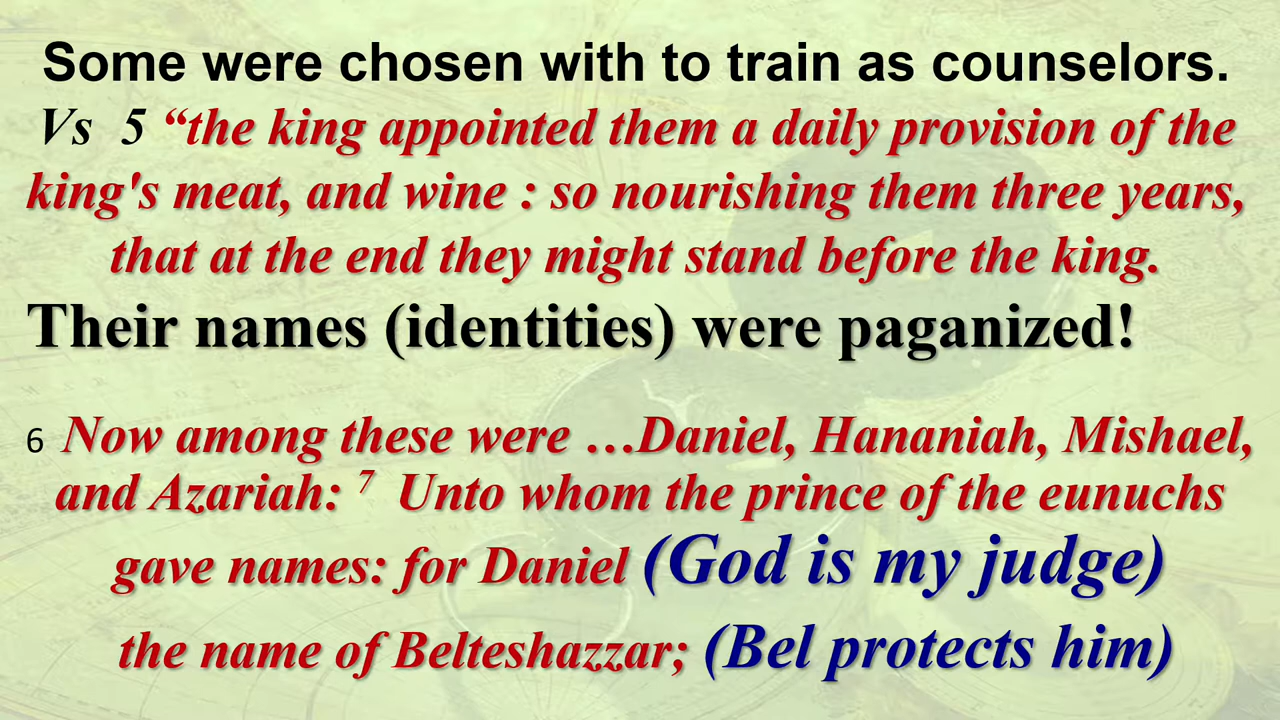 Some were chosen with to train as counselors.
Vs 5 “the king appointed them a daily provision of the
king's meat, and wine : so nourishing them three years,
that at the end they might stand before the king.
Their names (identities) were paganized!
6 Now among these were …Daniel, Hananiah, Mishael,
and Azariah: 7 Unto whom the prince of the eunuchs
gave names: for Daniel (God is my judge)
the name of Belteshazzar; (Bel protects him)